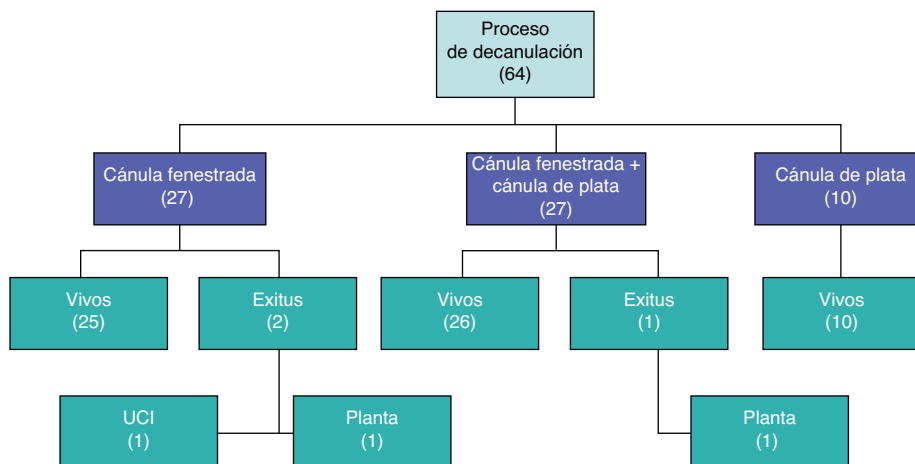 Proceso
de decanulación
(64)
Cánula fenestrada
(27)
Cánula fenestrada +
cánula de plata
(27)
Cánula de plata
(10)
Vivos
(25)
Exitus
(2)
Vivos
(26)
Exitus
(1)
Vivos
(10)
UCI
(1)
Planta
(1)
Planta
(1)